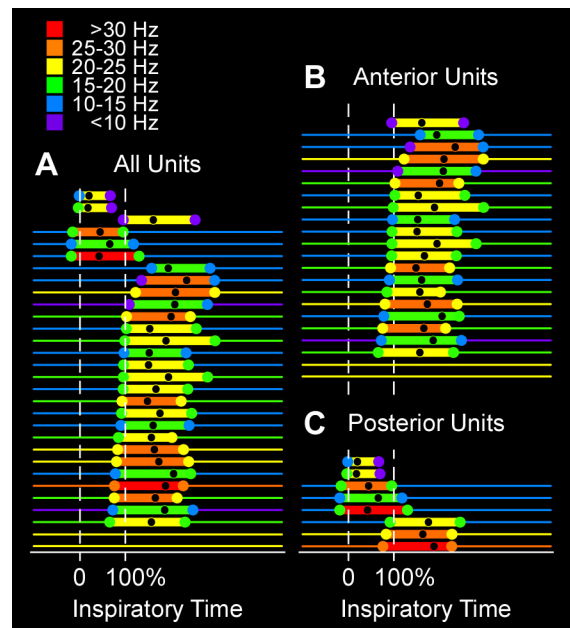 >30 Hz
25-30 Hz
20-25 Hz
15-20 Hz
10-15 Hz
<10 Hz
A All Units
0 100%
Inspiratory Time
B Anterior Units
C Posterior Units
0 100%
Inspiratory Time